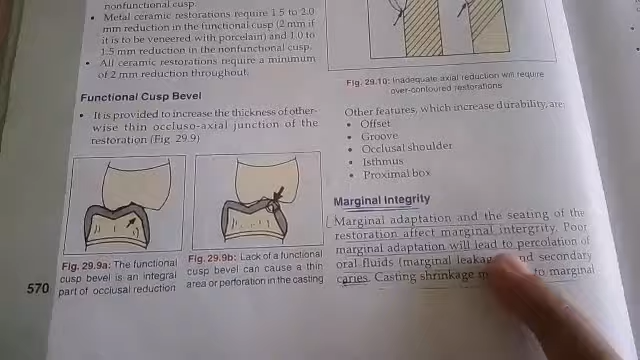 nonfunctional cusp.
• Metal ceramic restorations require 1.5 to 2.0
mm reduction in the functional cusp (2 mm if
it is to be veneered with porcelain) and 1.0 to
1.5 mm reduction in the nonfunctional cusp.
• All ceramic restorations require a minimum
of 2 mm reduction throughout.
Functional Cusp Bevel
• It is provided to increase the thickness of other-
wise thin occluso-axial junction of the
restoration (Fig 29.9)
Fig. 29.9a: The functional
cusp bevel is an integral
part of occlusal reduction
Fig. 29.9b: Lack of a functional
cusp bevel can cause a thin
area or perforation in the casting
570
Fig. 29.10: Inadequate axial reduction will require
over-contoured restorations
Other features, which increase durability, are:
• Offset
• Groove
• Occlusal shoulder
• Isthmus
• Proximal box
Marginal Integrity
Marginal adaptation and the seating of the
restoration affect marginal intergrity. Poor
marginal adaptation will lead to percolation of
oral fluids (marginal leakage) and secondary
caries. Casting shrinkage to marginal